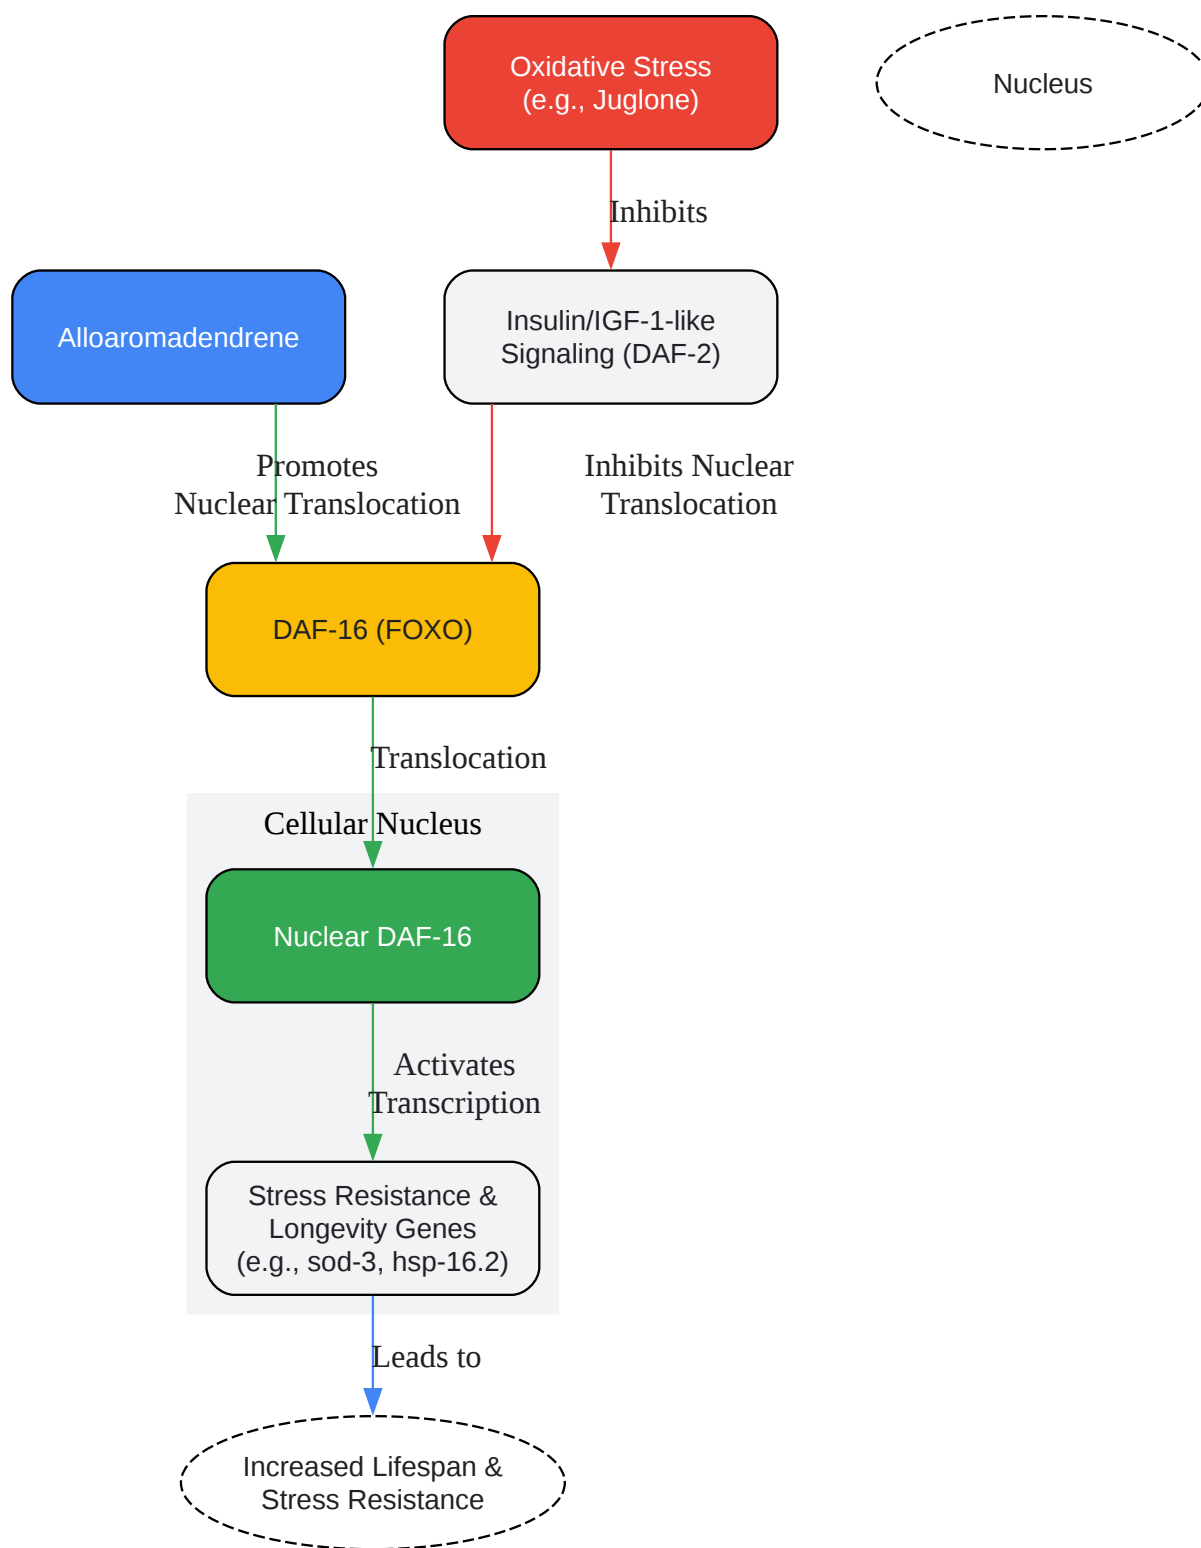 Oxidative Stress
(e.g., Juglone)
Nucleus
Inhibits
Alloaromadendrene
Insulin/IGF-1-like
Signaling (DAF-2)
Promotes
Nuclear Translocation
Inhibits Nuclear
Translocation
DAF-16 (FOXO)
Translocation
Cellular Nucleus
Nuclear DAF-16
Activates
Transcription
Stress Resistance &
Longevity Genes
(e.g., sod-3, hsp-16.2)
Leads to
Increased Lifespan &
Stress Resistance